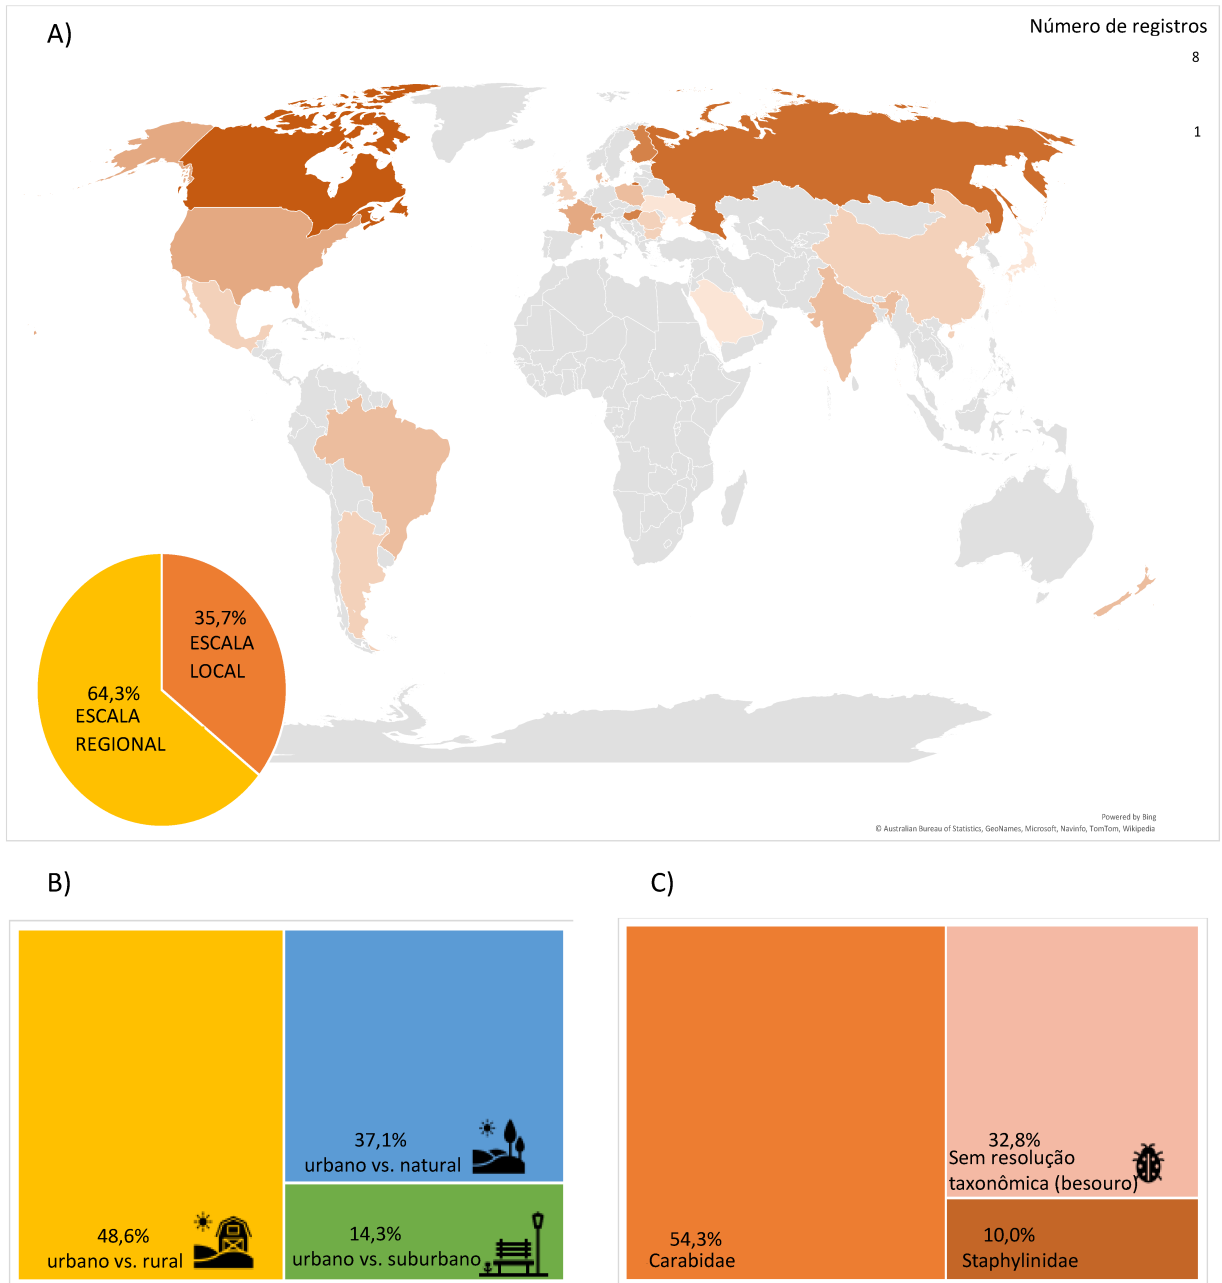 A)
Número de registros
8
1
35,7%
ESCALA
LOCAL
64,3%
ESCALA
REGIONAL
Powered by Bing
© Australian Bureau of Statistics, GeoNames, Microsoft, Navinfo, TomTom, Wikipedia
B)
37,1%
urbano vs. natural
48,6%
urbano vs. rural
14,3%
urbano vs. suburbano
C)
32,8%
Sem resolução
taxonômica (besouro)
54,3%
Carabidae
10,0%
Staphylinidae